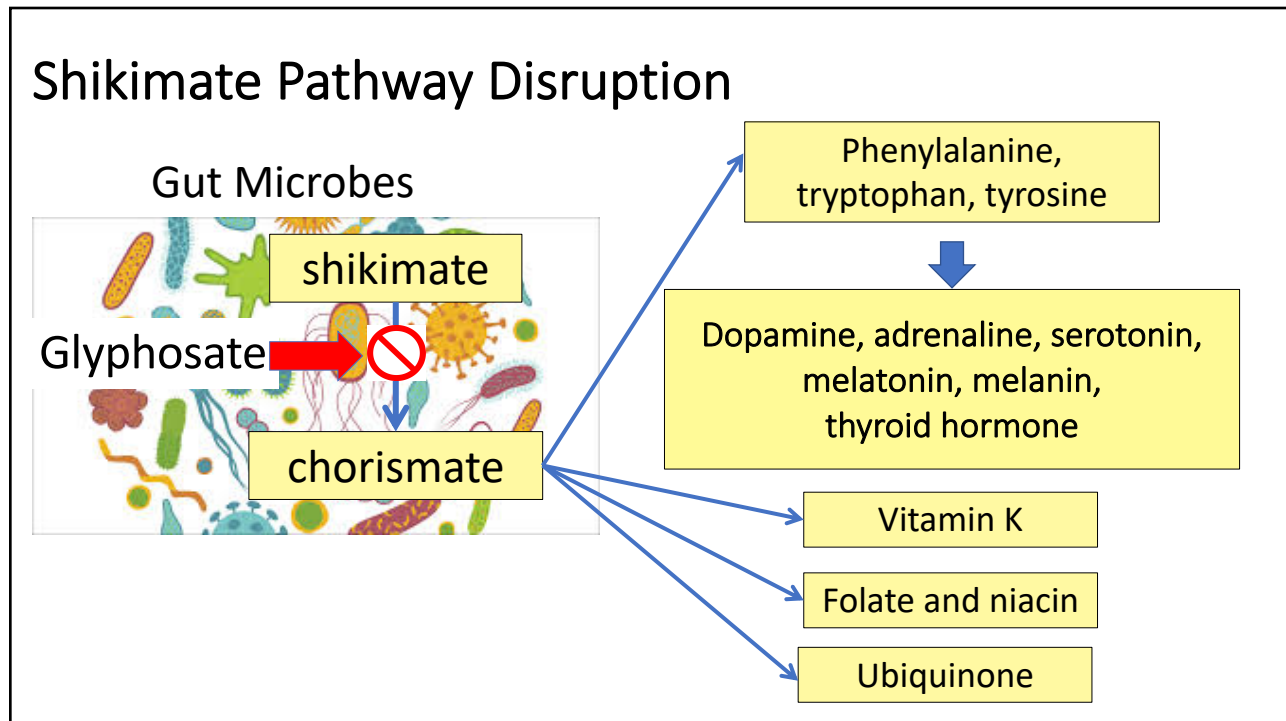 Shikimate Pathway Disruption
Gut Microbes
shikimate
Glyphosate
chorismate
Phenylalanine,
tryptophan, tyrosine
Dopamine, adrenaline, serotonin,
melatonin, melanin,
thyroid hormone
Vitamin K
Folate and niacin
Ubiquinone